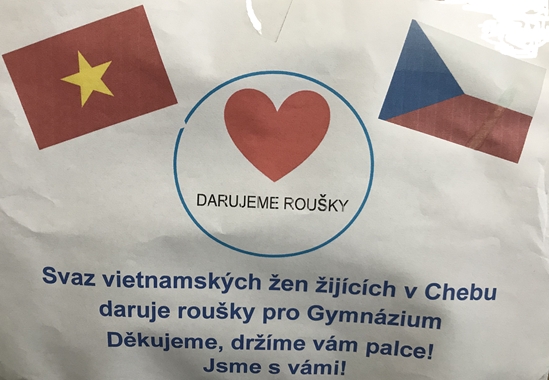 DARUJEME ROUŠKY
Svaz vietnamských žen žijících v Chebu
daruje roušky pro Gymnázium
Děkujeme, držíme vám palce!
Jsme s vámi!